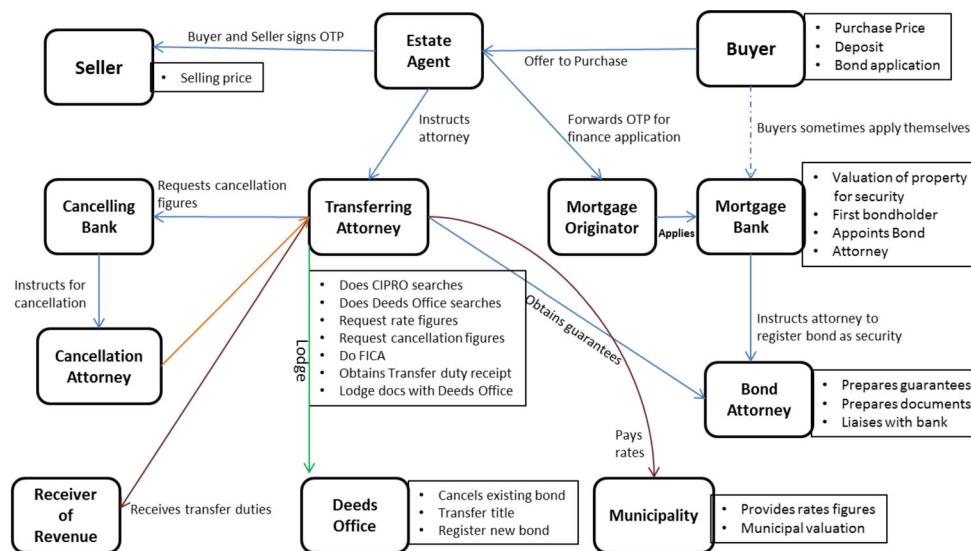 Seller
• Selling price
Buyer and Seller signs OTP
Estate
Agent
Offer to Purchase
Buyer
• Purchase Price
• Deposit
• Bond application
Instructs
attorney
Forwards OTP for
finance application
Buyers sometimes apply themselves
Cancelling
Bank
Requests cancellation
figures
Transferring
Attorney
Mortgage
Originator
Applies
Mortgage
Bank
• Valuation of property
for security
• First bondholder
• Appoints Bond
• Attorney
Instructs for
cancellation
Cancellation
Attorney
Lodge
• Does CIPRO searches
• Does Deeds Office searches
• Request rate figures
• Request cancellation figures
• Do FICA
• Obtains Transfer duty receipt
• Lodge docs with Deeds Office
Obtains guarantees
Instructs attorney to
register bond as security
Bond
Attorney
• Prepares guarantees
• Prepares documents
• Liaises with bank
Pays
rates
Receiver
of
Revenue
Receives transfer duties
Deeds
Office
• Cancels existing bond
• Transfer title
• Register new bond
Municipality
• Provides rates figures
• Municipal valuation